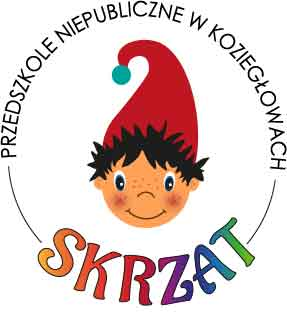 PRZEDSZKOLE NIEPUBLICZNE W KOZIEGŁOWACH
SKRZAT